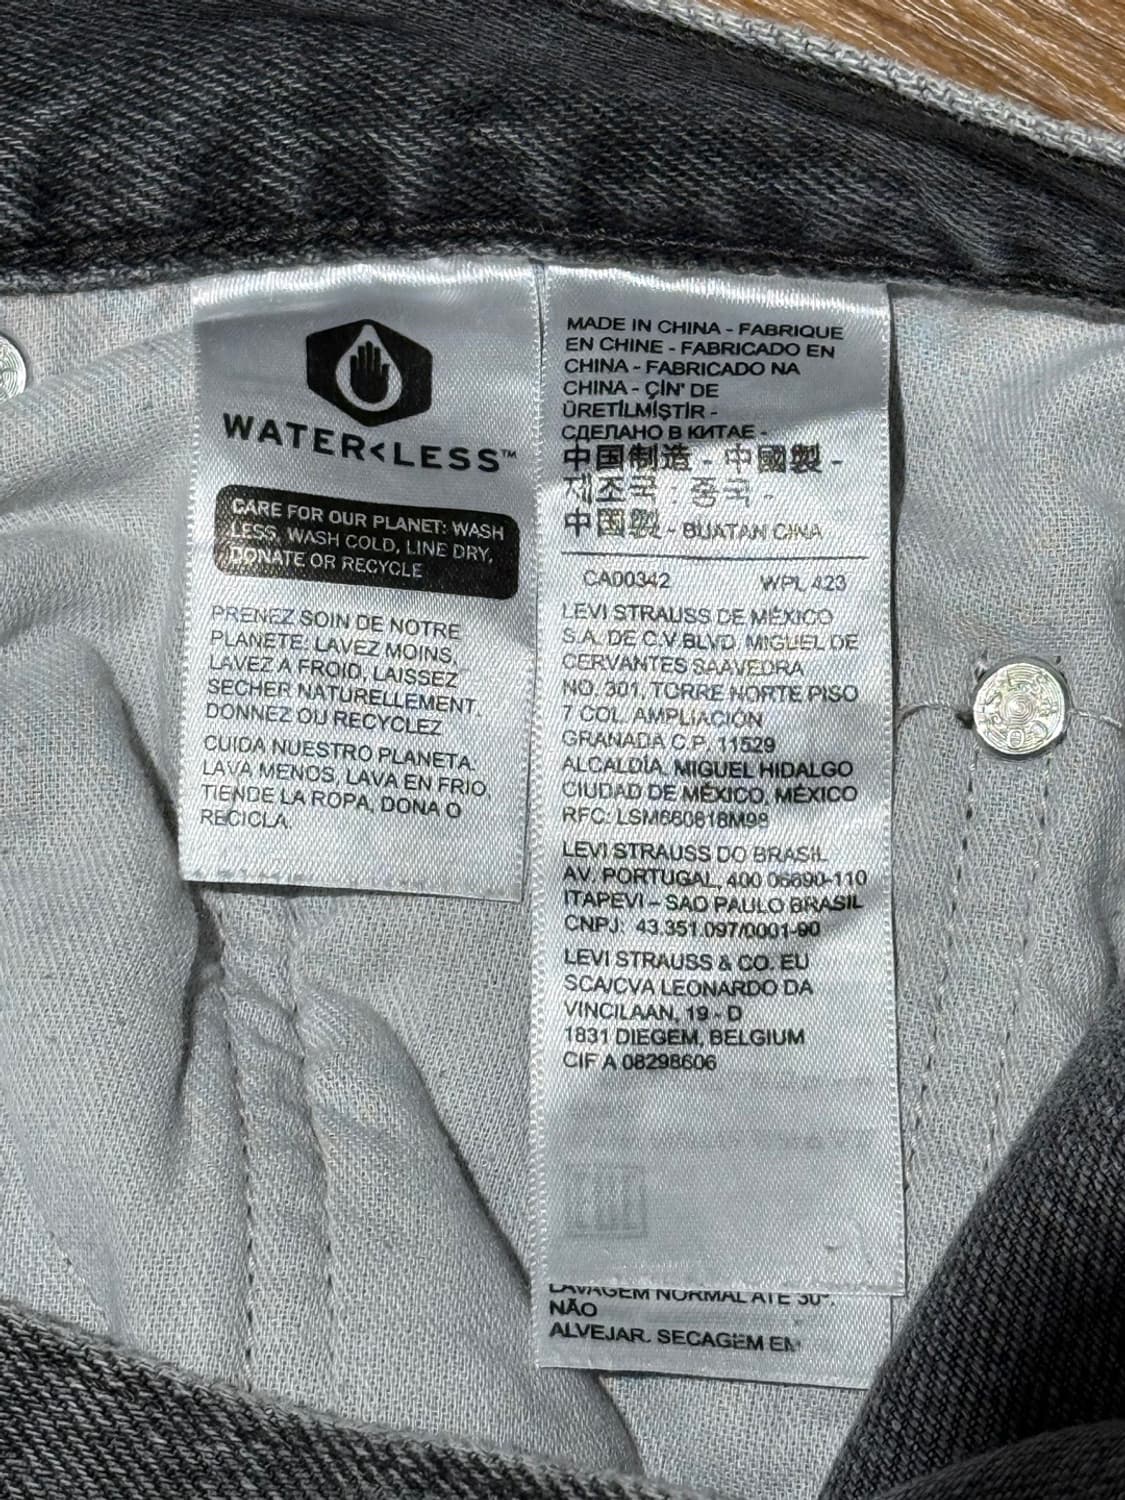 WATER<LESS™
CARE FOR OUR PLANET: WASH
LESS, WASH COLD, LINE DRY,
DONATE OR RECYCLE
PRENEZ SOIN DE NOTRE
PLANETE: LAVEZ MOINS,
LAVEZ A FROID, LAISSEZ
SECHER NATURELLEMENT.
DONNEZ OU RECYCLEZ
CUIDA NUESTRO PLANETA.
LAVA MENOS, LAVA EN FRIO,
TIENDE LA ROPA, DONA O
RECICLA.
MADE IN CHINA - FABRIQUE
EN CHINE - FABRICADO EN
CHINA - FABRICADO NA
CHINA - ÇİN' DE
ÜRETİLMİŞTİR -
СДЕЛАНО В КИТАЕ -
中国制造 - 中國製 -
제조국 : 중국 -
中国製 - BUATAN CINA
CA00342 WPL 423
LEVI STRAUSS DE MÉXICO
S.A. DE C.V BLVD. MIGUEL DE
CERVANTES SAAVEDRA
NO. 301, TORRE NORTE PISO
7 COL. AMPLIACIÓN
GRANADA C.P. 11529
ALCALDÍA, MIGUEL HIDALGO
CIUDAD DE MÉXICO, MÉXICO
RFC: LSM660818M98
LEVI STRAUSS DO BRASIL
AV. PORTUGAL, 400 06690-110
ITAPEVI – SAO PAULO BRASIL
CNPJ: 43.351.097/0001-90
LEVI STRAUSS & CO. EU
SCA/CVA LEONARDO DA
VINCILAAN, 19 - D
1831 DIEGEM, BELGIUM
CIF A 08298606
LAVAGEM NORMAL ATE 30°.
NÃO
ALVEJAR. SECAGEM EM